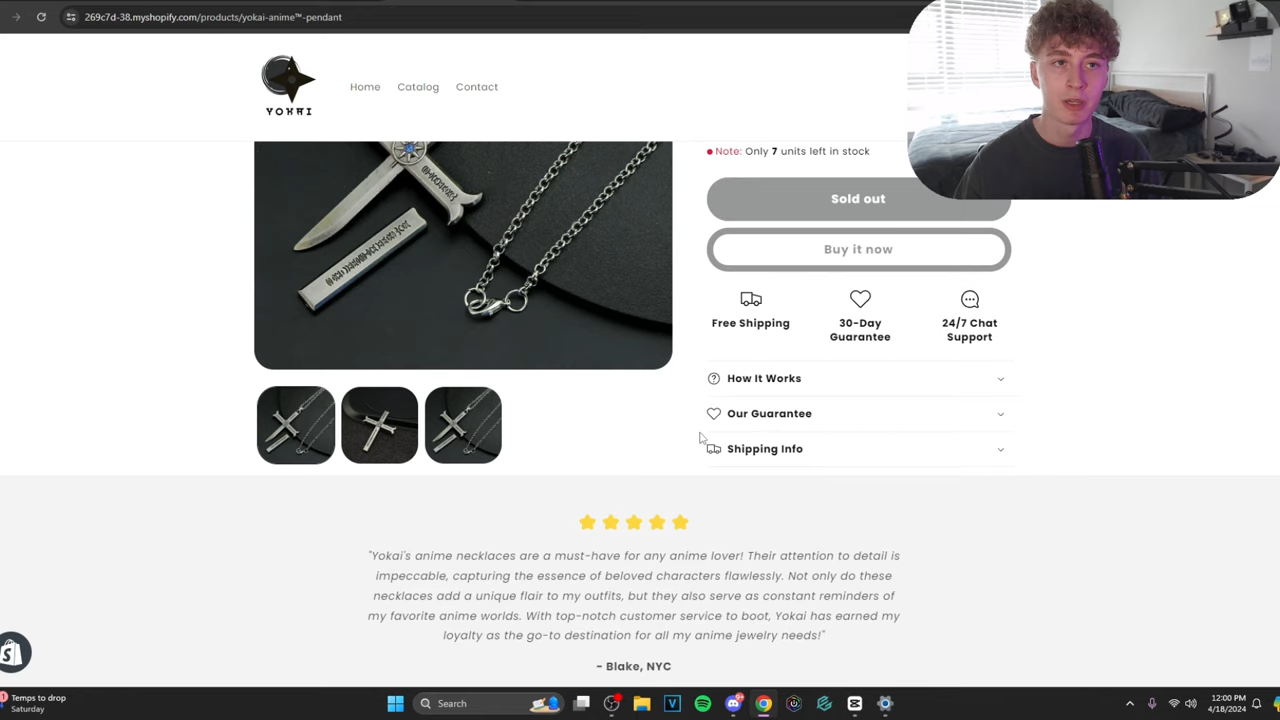 269c7d-38.myshopify.com/products/yokai-anime™-pendant
YOKAI
Home
Catalog
Contact
Note: Only 7 units left in stock
Sold out
Buy it now
Free Shipping
30-Day
Guarantee
24/7 Chat
Support
How It Works
Our Guarantee
Shipping Info
"Yokai's anime necklaces are a must-have for any anime lover! Their attention to detail is
impeccable, capturing the essence of beloved characters flawlessly. Not only do these
necklaces add a unique flair to my outfits, but they also serve as constant reminders of
my favorite anime worlds. With top-notch customer service to boot, Yokai has earned my
loyalty as the go-to destination for all my anime jewelry needs!"
- Blake, NYC
1
Temps to drop
Saturday
Search
12:00 PM
4/18/2024